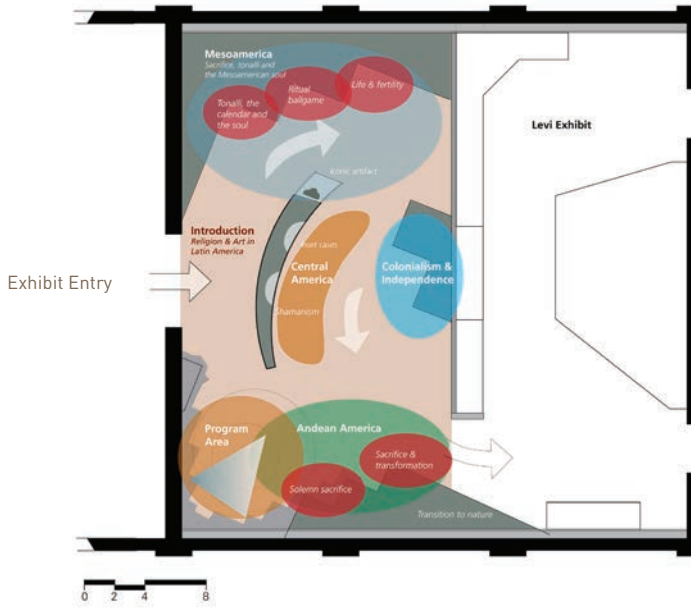 Mesoamerica
Sacrifice, tonalli and
the Mesoamerican soul
Tonalli, the
calendar and
the soul
Ritual
ballgame
Life & fertility
Iconic artifact
Levi Exhibit
Exhibit Entry
Introduction
Religion & Art in
Latin America
inset cases
Central
America
Shamanism
Colonialism &
Independence
Program
Area
Andean America
Sacrifice &
transformation
Solemn sacrifice
Transition to nature
0 2 4 8